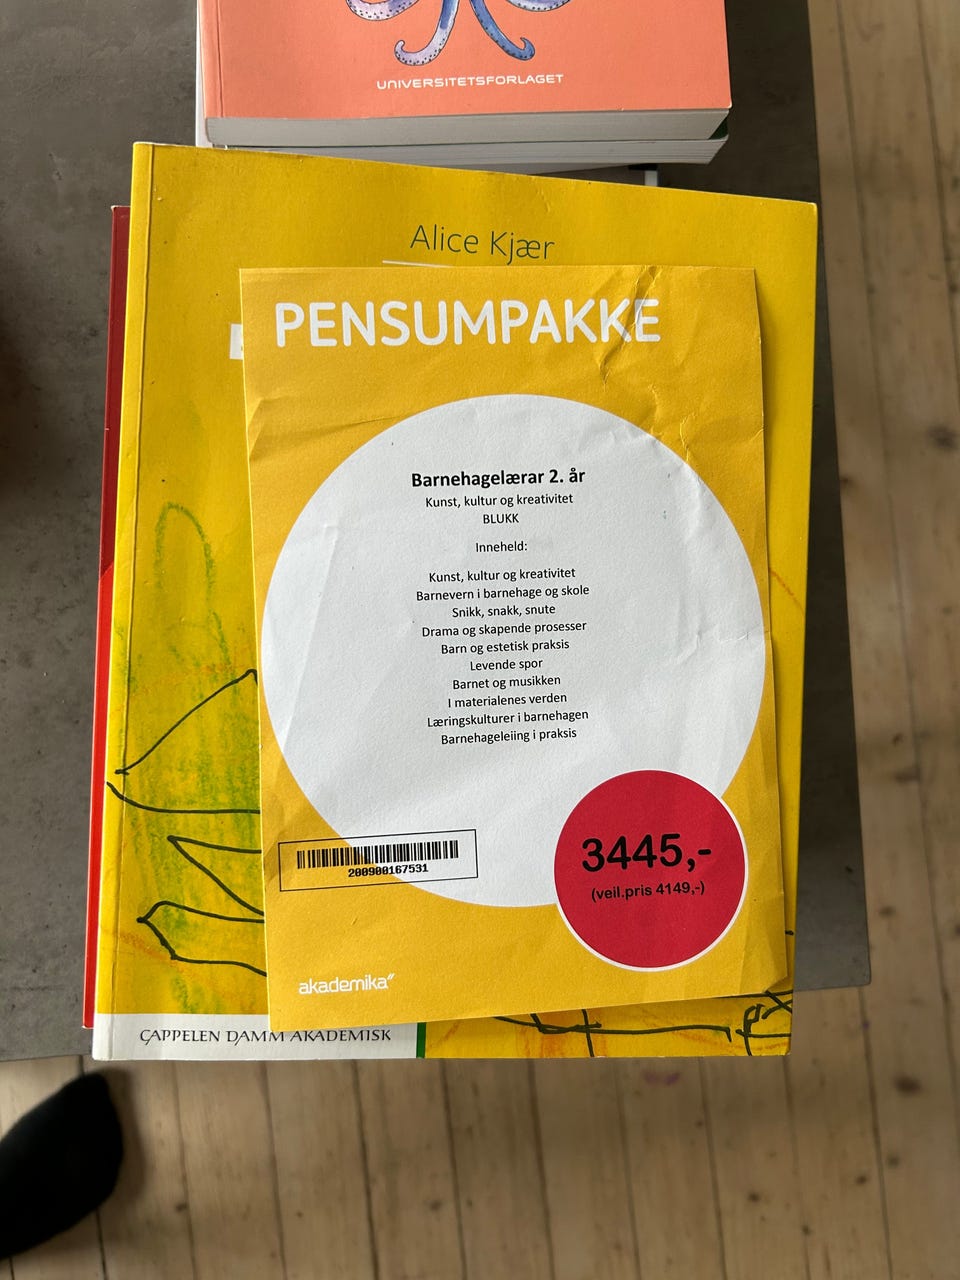 UNIVERSITETSFORLAGET
Alice Kjær
PENSUMPAKKE
Barnehagelærar 2. år
Kunst, kultur og kreativitet
BLUKK
Inneheld:
Kunst, kultur og kreativitet
Barnevern i barnehage og skole
Snikk, snakk, snute
Drama og skapende prosesser
Barn og estetisk praksis
Levende spor
Barnet og musikken
I materialenes verden
Læringskulturer i barnehagen
Barnehageleiing i praksis
3445,-
(veil.pris 4149,-)
200900167531
akademika
CAPPELEN DAMM AKADEMISK